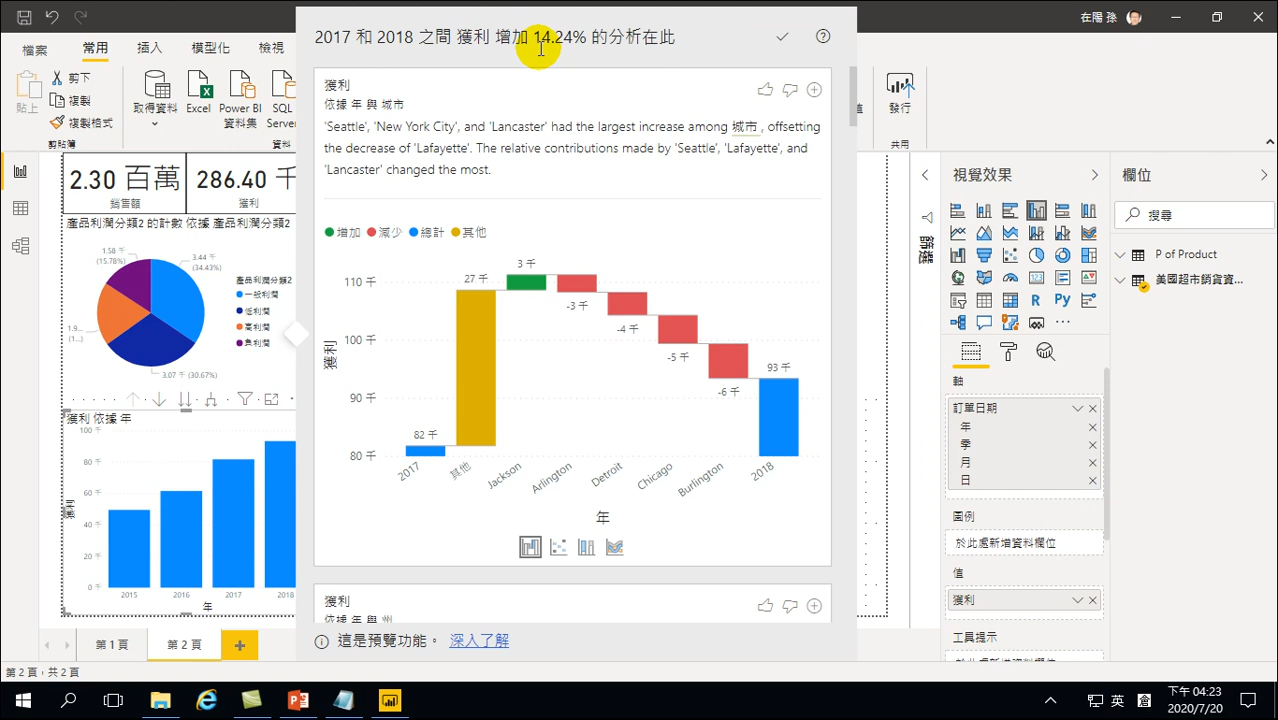 在陽 孫
檔案
常用
插入
模型化
檢視
貼上
剪下
複製
複製格式
剪貼簿
取得資料
Excel
Power BI
資料集
SQL
Server
資料
發行
共用
2.30 百萬
銷售額
286.40 千
獲利
產品利潤分類2 的計數 依據 產品利潤分類2
1.58 千
(15.78%)
3.44 千
(34.43%)
1.9...
(1...)
3.07 千 (30.67%)
產品利潤分類2
一般利潤
低利潤
高利潤
負利潤
獲利 依據 年
100 千
80 千
60 千
40 千
20 千
0 千
獲利
2015
2016
2017
2018
年
2017 和 2018 之間 獲利 增加 14.24% 的分析在此
獲利
依據 年 與 城市
'Seattle', 'New York City', and 'Lancaster' had the largest increase among 城市 , offsetting
the decrease of 'Lafayette'. The relative contributions made by 'Seattle', 'Lafayette', and
'Lancaster' changed the most.
增加
減少
總計
其他
110 千
100 千
90 千
80 千
獲利
82 千
27 千
3 千
-3 千
-4 千
-5 千
-6 千
93 千
2017
其他
Jackson
Arlington
Detroit
Chicago
Burlington
2018
年
獲利
依據 年 與 州
這是預覽功能。 深入了解
篩選
視覺效果
R
Py
軸
訂單日期
年
季
月
日
圖例
於此處新增資料欄位
值
獲利
工具提示
欄位
搜尋
P of Product
美國超市銷貨資...
第 1 頁
第 2 頁
第 2 頁，共 2 頁
英
下午 04:23
2020/7/20